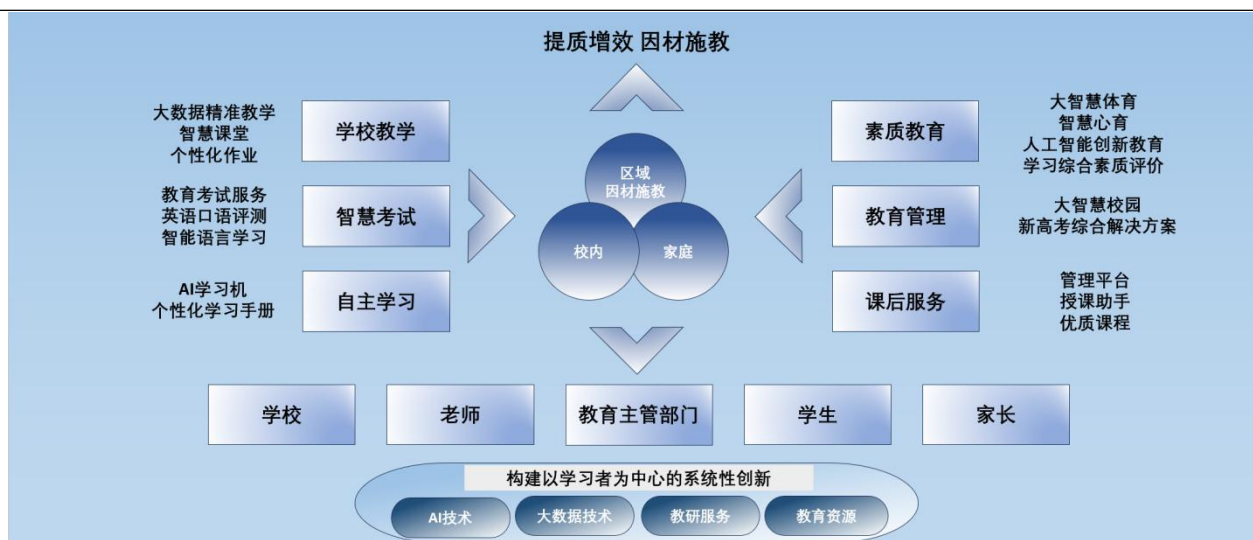 提质增效 因材施教
大数据精准教学
智慧课堂
个性化作业
学校教学
教育考试服务
英语口语评测
智能语言学习
智慧考试
AI学习机
个性化学习手册
自主学习
区域
因材施教
校内
家庭
素质教育
大智慧体育
智慧心育
人工智能创新教育
学习综合素质评价
教育管理
大智慧校园
新高考综合解决方案
课后服务
管理平台
授课助手
优质课程
学校
老师
教育主管部门
学生
家长
构建以学习者为中心的系统性创新
AI技术
大数据技术
教研服务
教育资源